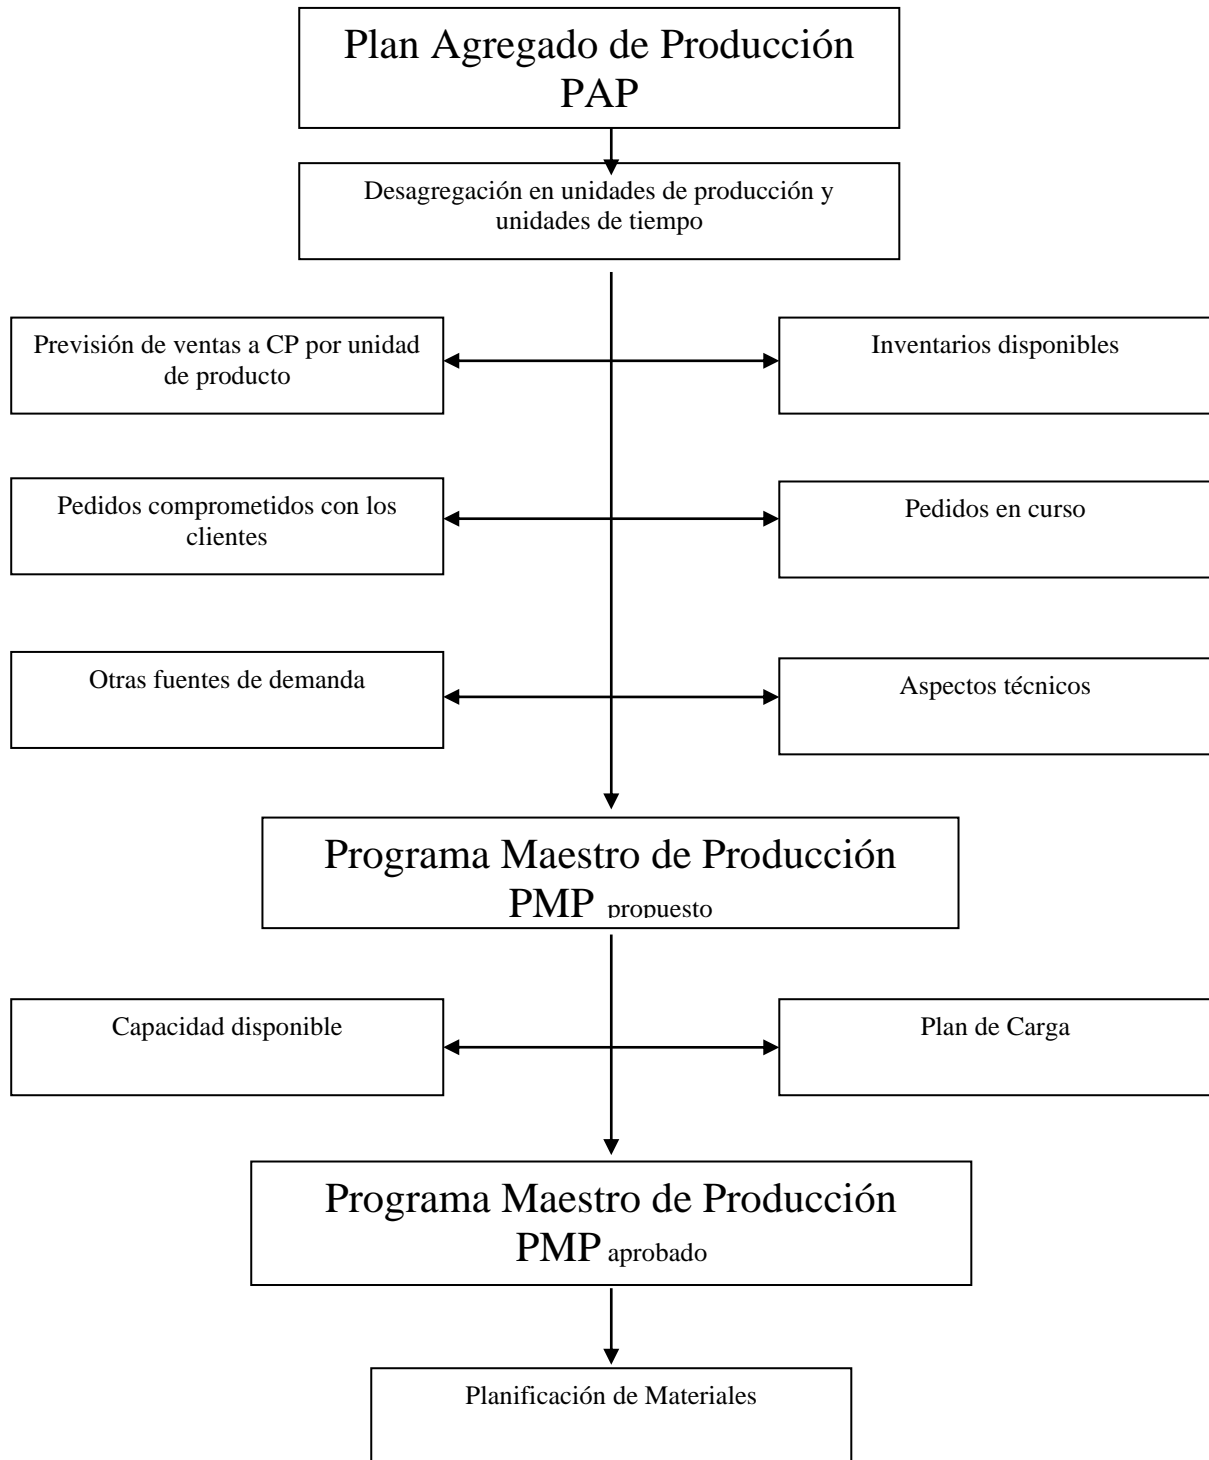 Plan Agregado de Producción
PAP
Desagregación en unidades de producción y
unidades de tiempo
Previsión de ventas a CP por unidad
de producto
Inventarios disponibles
Pedidos comprometidos con los
clientes
Pedidos en curso
Otras fuentes de demanda
Aspectos técnicos
Programa Maestro de Producción
PMP propuesto
Capacidad disponible
Plan de Carga
Programa Maestro de Producción
PMP aprobado
Planificación de Materiales